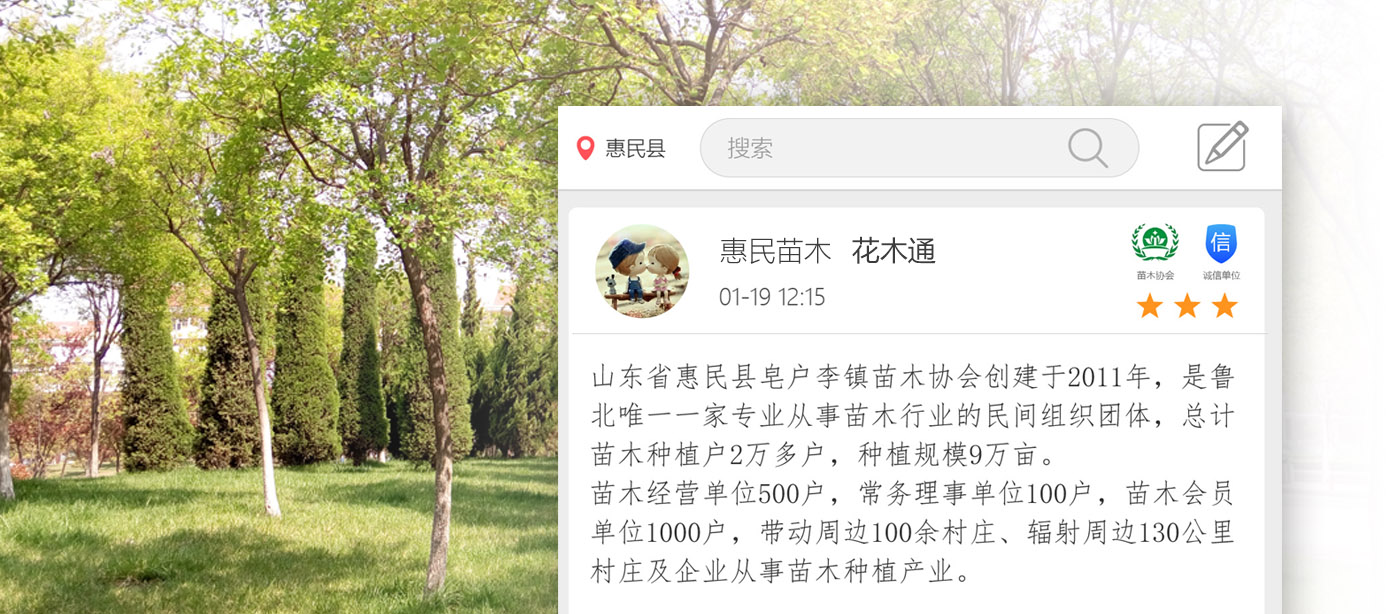 惠民县 搜索
惠民苗木 花木通
01-19 12:15
苗木协会 诚信单位
信
山东省惠民县皂户李镇苗木协会创建于2011年，是鲁
北唯一一家专业从事苗木行业的民间组织团体，总计
苗木种植户2万多户，种植规模9万亩。
苗木经营单位500户，常务理事单位100户，苗木会员
单位1000户，带动周边100余村庄、辐射周边130公里
村庄及企业从事苗木种植产业。